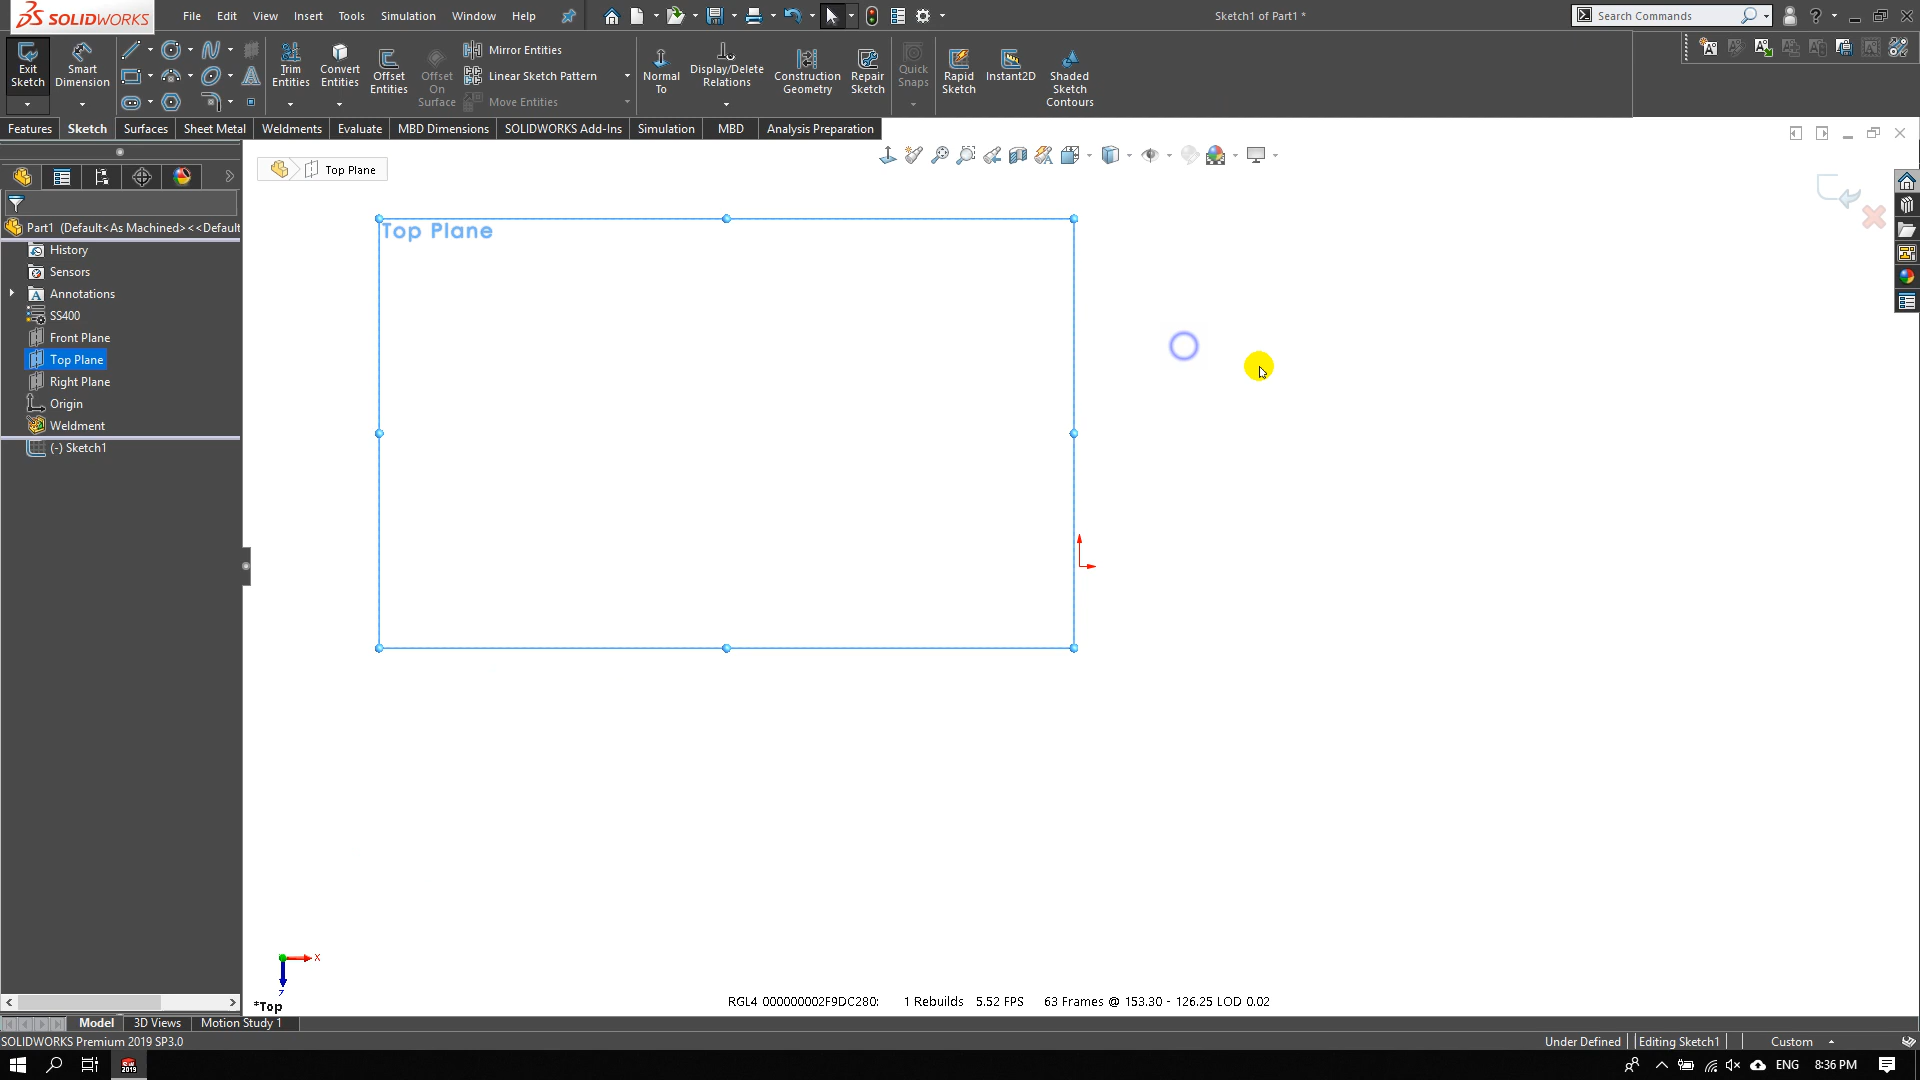 SOLIDWORKS File Edit View Insert Tools Simulation Window Help Sketch1 of Part1 * Search Commands ?
Exit Sketch
Smart Dimension
Trim Entities
Convert Entities
Offset Entities
Offset On Surface
Mirror Entities
Linear Sketch Pattern
Move Entities
Normal To
Display/Delete Relations
Construction Geometry
Repair Sketch
Quick Snaps
Rapid Sketch
Instant2D
Shaded Sketch Contours
Features Sketch Surfaces Sheet Metal Weldments Evaluate MBD Dimensions SOLIDWORKS Add-Ins Simulation MBD Analysis Preparation
Top Plane
Top Plane
Part1 (Default<As Machined><<Default
History
Sensors
Annotations
SS400
Front Plane
Top Plane
Right Plane
Origin
Weldment
(-) Sketch1
X
Z
*Top
RGL4 000000002F9DC280: 1 Rebuilds 5.52 FPS 63 Frames @ 153.30 - 126.25 LOD 0.02
Model 3D Views Motion Study 1
SOLIDWORKS Premium 2019 SP3.0 Under Defined Editing Sketch1 Custom
2019 ENG 8:36 PM